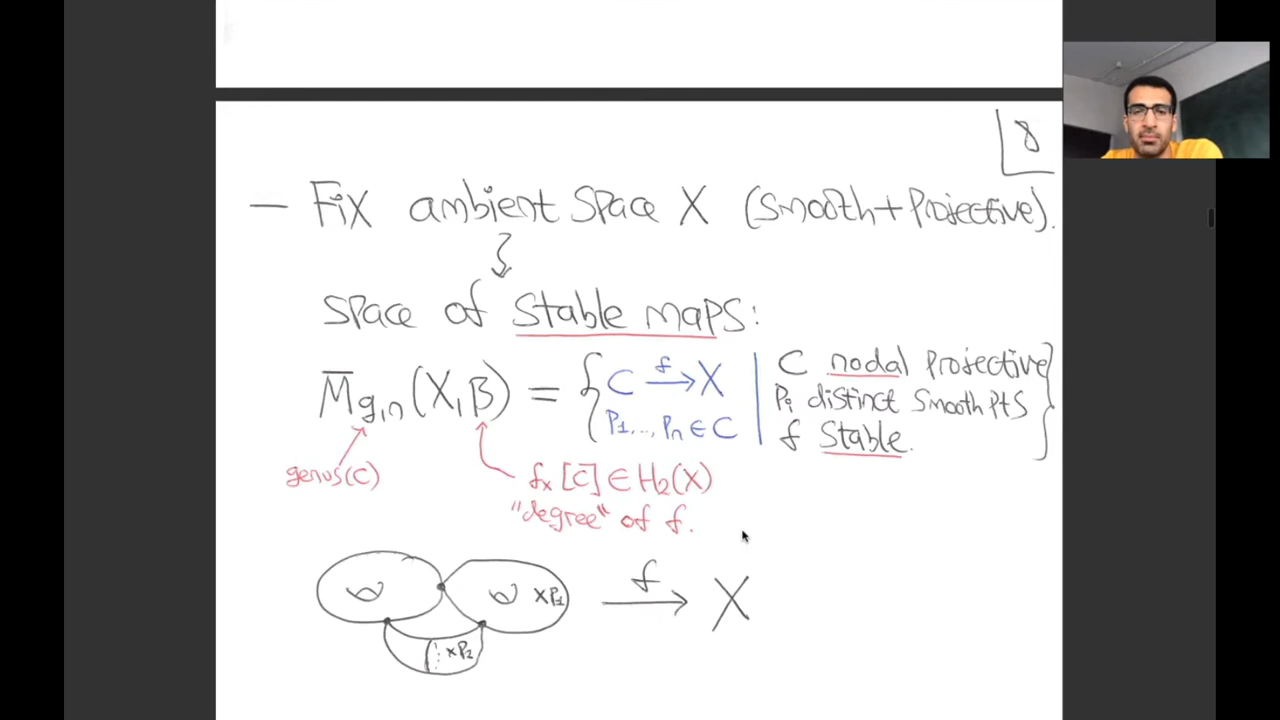 8
— Fix ambient space X (smooth + projective).
space of stable maps:
M̄g,n(X,β) = { C →f X | C nodal projective
P1,..., Pn ∈ C | Pi distinct smooth pts
f stable. }
genus(C)
f* [C] ∈ H2(X)
"degree" of f.
x P1
f → X
x P2